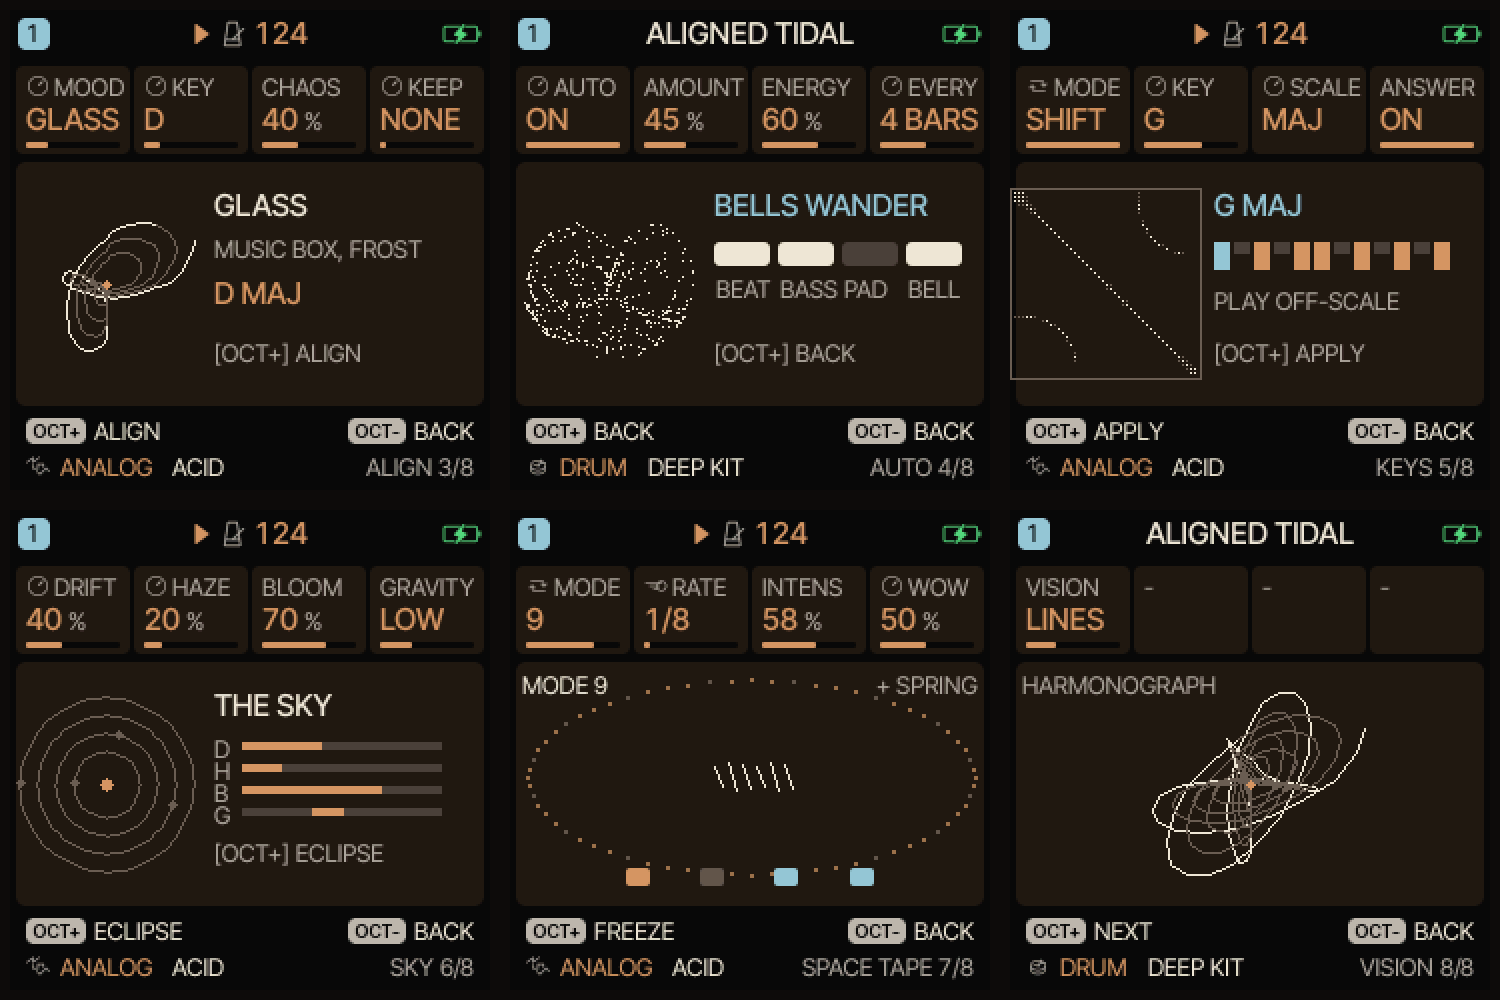 1 124
MOOD KEY CHAOS KEEP
GLASS D 40 % NONE
GLASS
MUSIC BOX, FROST
D MAJ
[OCT+] ALIGN
OCT+ ALIGN OCT- BACK
ANALOG ACID ALIGN 3/8
1 ALIGNED TIDAL
AUTO AMOUNT ENERGY EVERY
ON 45 % 60 % 4 BARS
BELLS WANDER
BEAT BASS PAD BELL
[OCT+] BACK
OCT+ BACK OCT- BACK
DRUM DEEP KIT AUTO 4/8
1 124
MODE KEY SCALE ANSWER
SHIFT G MAJ ON
G MAJ
PLAY OFF-SCALE
[OCT+] APPLY
OCT+ APPLY OCT- BACK
ANALOG ACID KEYS 5/8
1 124
DRIFT HAZE BLOOM GRAVITY
40 % 20 % 70 % LOW
THE SKY
D
H
B
G
[OCT+] ECLIPSE
OCT+ ECLIPSE OCT- BACK
ANALOG ACID SKY 6/8
1 124
MODE RATE INTENS WOW
9 1/8 58 % 50 %
MODE 9 + SPRING
OCT+ FREEZE OCT- BACK
ANALOG ACID SPACE TAPE 7/8
1 ALIGNED TIDAL
VISION - - -
LINES
HARMONOGRAPH
OCT+ NEXT OCT- BACK
DRUM DEEP KIT VISION 8/8